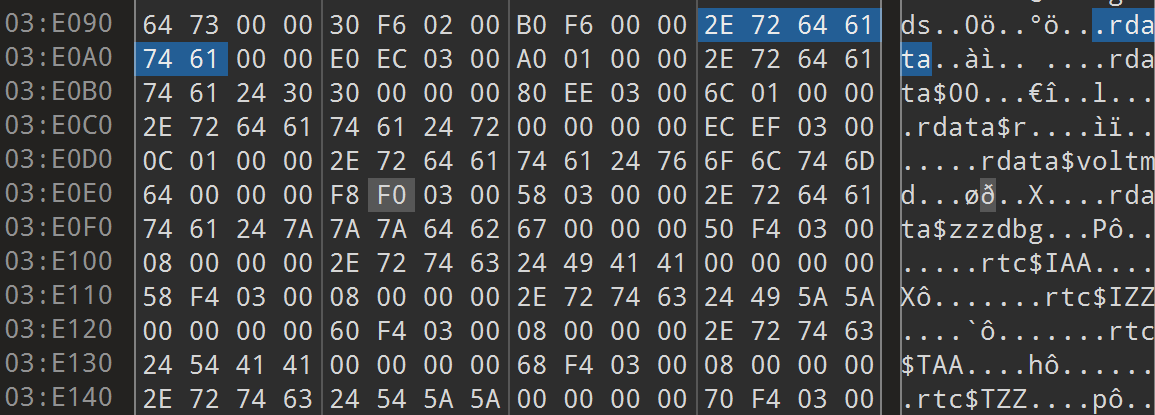 03:E090 64 73 00 00 30 F6 02 00 B0 F6 00 00 2E 72 64 61 ds..0ö..°ö...rda
03:E0A0 74 61 00 00 E0 EC 03 00 A0 01 00 00 2E 72 64 61 ta..àì.. ....rda
03:E0B0 74 61 24 30 30 00 00 00 80 EE 03 00 6C 01 00 00 ta$00...€î..l...
03:E0C0 2E 72 64 61 74 61 24 72 00 00 00 00 EC EF 03 00 .rdata$r....ìï..
03:E0D0 0C 01 00 00 2E 72 64 61 74 61 24 76 6F 6C 74 6D .....rdata$voltm
03:E0E0 64 00 00 00 F8 F0 03 00 58 03 00 00 2E 72 64 61 d...øð..X....rda
03:E0F0 74 61 24 7A 7A 7A 64 62 67 00 00 00 50 F4 03 00 ta$zzzdbg...Pô..
03:E100 08 00 00 00 2E 72 74 63 24 49 41 41 00 00 00 00 .....rtc$IAA....
03:E110 58 F4 03 00 08 00 00 00 2E 72 74 63 24 49 5A 5A Xô.......rtc$IZZ
03:E120 00 00 00 00 60 F4 03 00 08 00 00 00 2E 72 74 63 ....`ô.......rtc
03:E130 24 54 41 41 00 00 00 00 68 F4 03 00 08 00 00 00 $TAA....hô......
03:E140 2E 72 74 63 24 54 5A 5A 00 00 00 00 70 F4 03 00 .rtc$TZZ....pô..